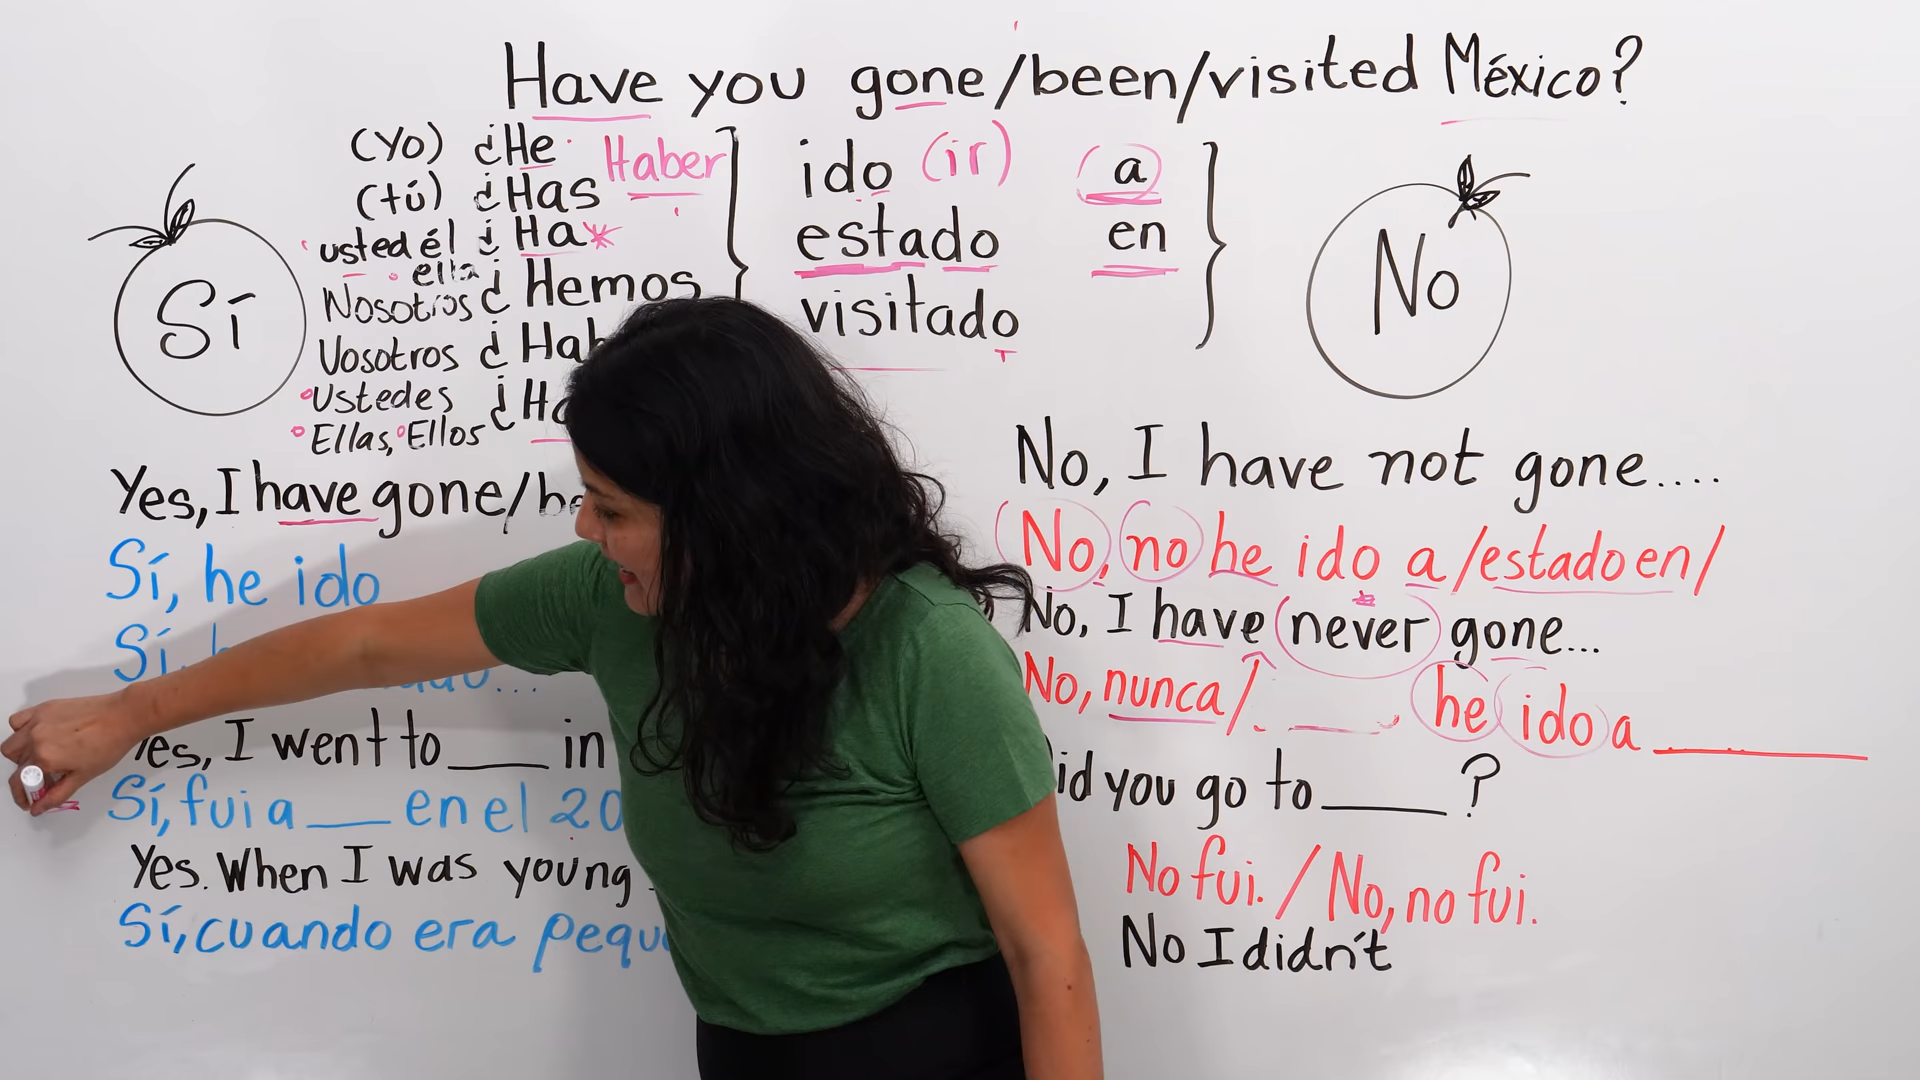 Have you gone/been/visited México?
(Yo) ¿He Haber
(tú) ¿Has
usted él ¿Ha*
ella
Nosotros ¿Hemos
Vosotros
Ustedes
Ellas, Ellos
ido (ir) a
estado en
visitado
Sí
No
Yes, I have gone/
Sí, he ido
Sí,
Yes, I went to ___ in
Sí, fui a ___ en el 20
Yes. When I was young
Sí, cuando era
No, I have not gone....
No, no he ido a/estado en/
No, I have never gone...
No, nunca/. ___ he ido a ___
you go to ___?
No fui./No, no fui.
No I didn't